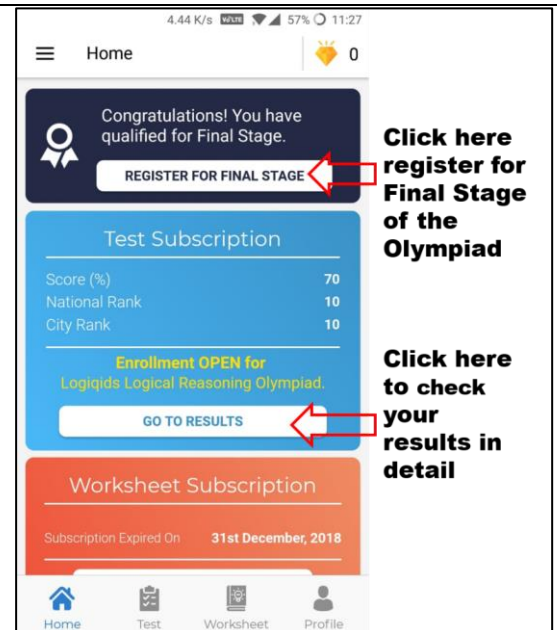 4.44 K/s VoLTE 57% 11:27
Home 0
Congratulations! You have
qualified for Final Stage.
REGISTER FOR FINAL STAGE
Click here
register for
Final Stage
of the
Olympiad
Test Subscription
Score (%) 70
National Rank 10
City Rank 10
Enrollment OPEN for
Logiqids Logical Reasoning Olympiad.
GO TO RESULTS
Click here
to check
your
results in
detail
Worksheet Subscription
Subscription Expired On 31st December, 2018
Home Test Worksheet Profile